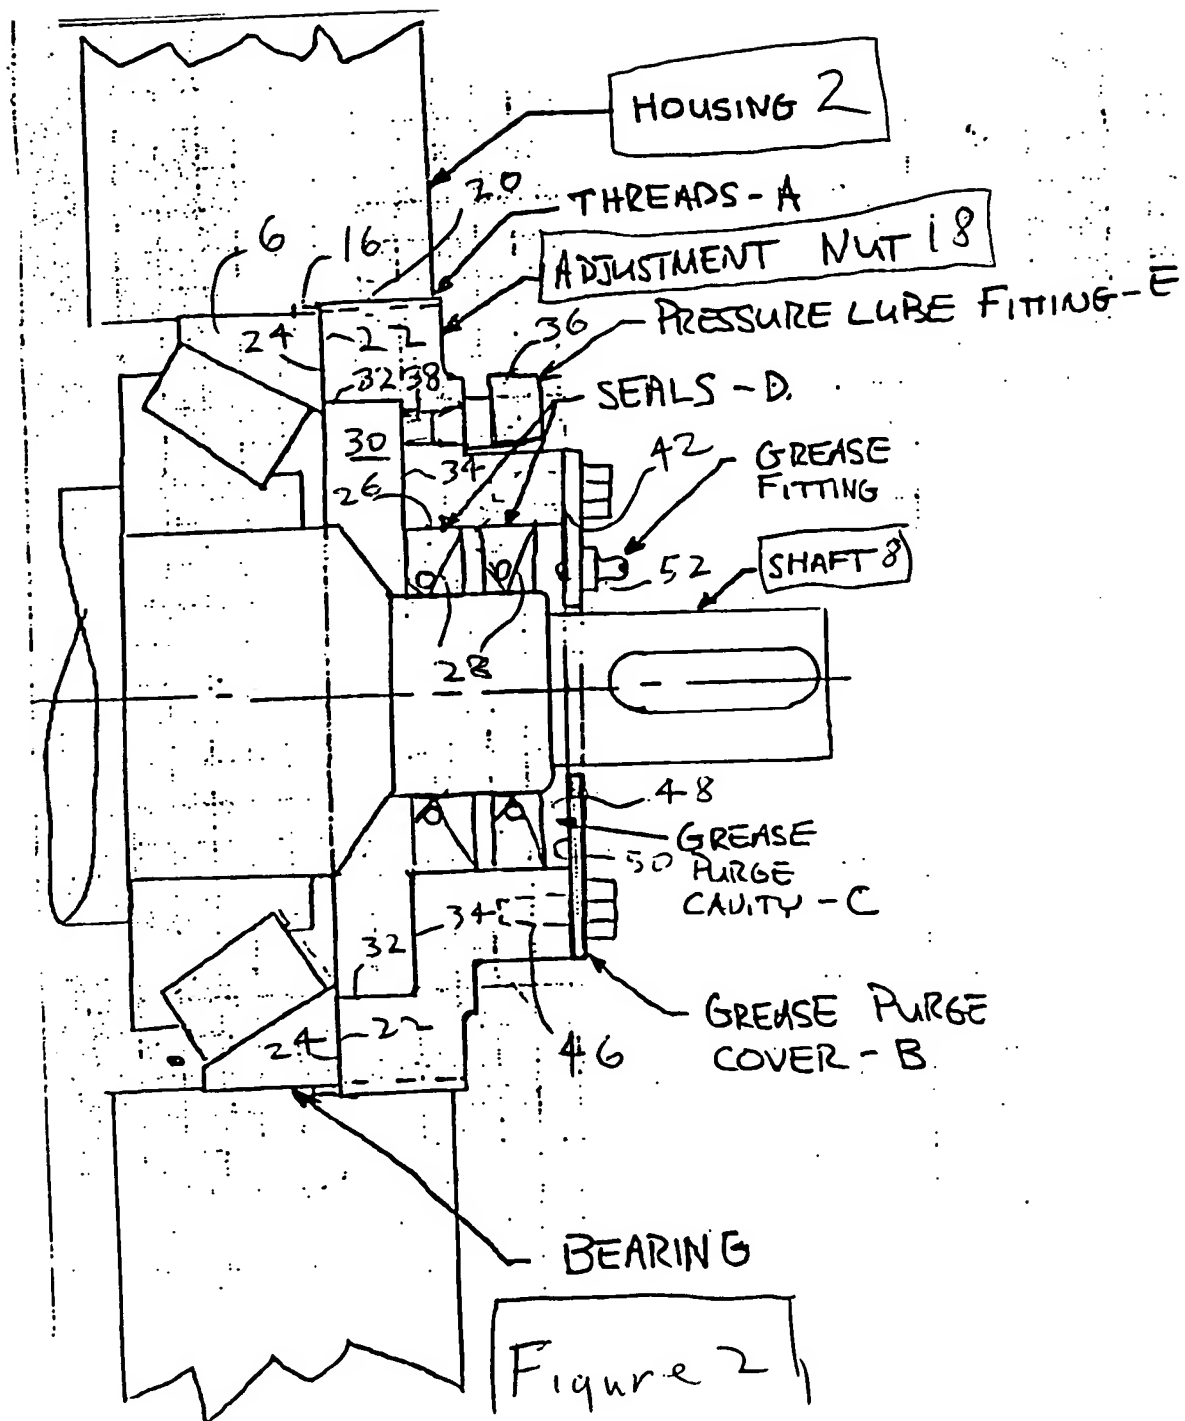 HOUSING 2
20
THREADS - A
6
16
ADJUSTMENT NUT 18
PRESSURE LUBE FITTING - E
36
24
22
32
38
SEALS - D.
30
34
42
GREASE
FITTING
26
52
SHAFT 8
28
48
GREASE
PURGE
CAVITY - C
50
34
32
GREASE PURGE
COVER - B
24
22
46
BEARING
Figure 2